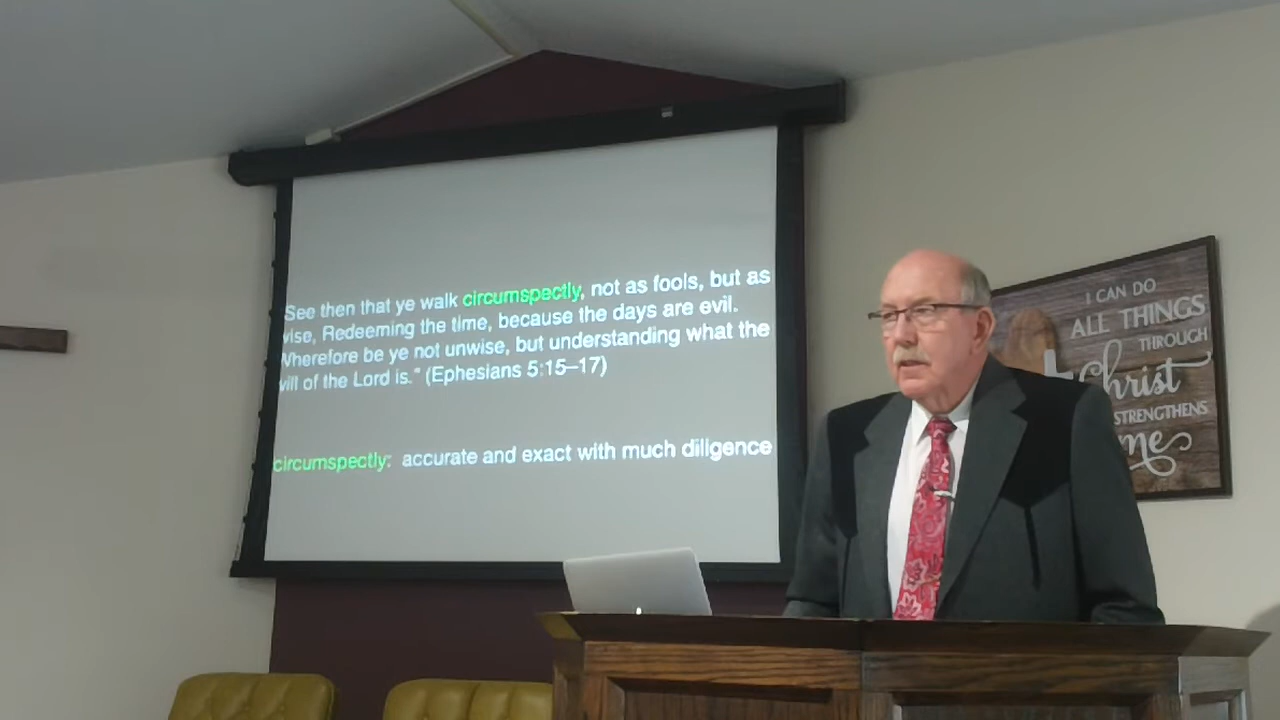 See then that ye walk circumspectly, not as fools, but as
wise, Redeeming the time, because the days are evil.
Wherefore be ye not unwise, but understanding what the
will of the Lord is." (Ephesians 5:15–17)
circumspectly: accurate and exact with much diligence
I CAN DO
ALL THINGS
THROUGH
Christ
STRENGTHENS
me